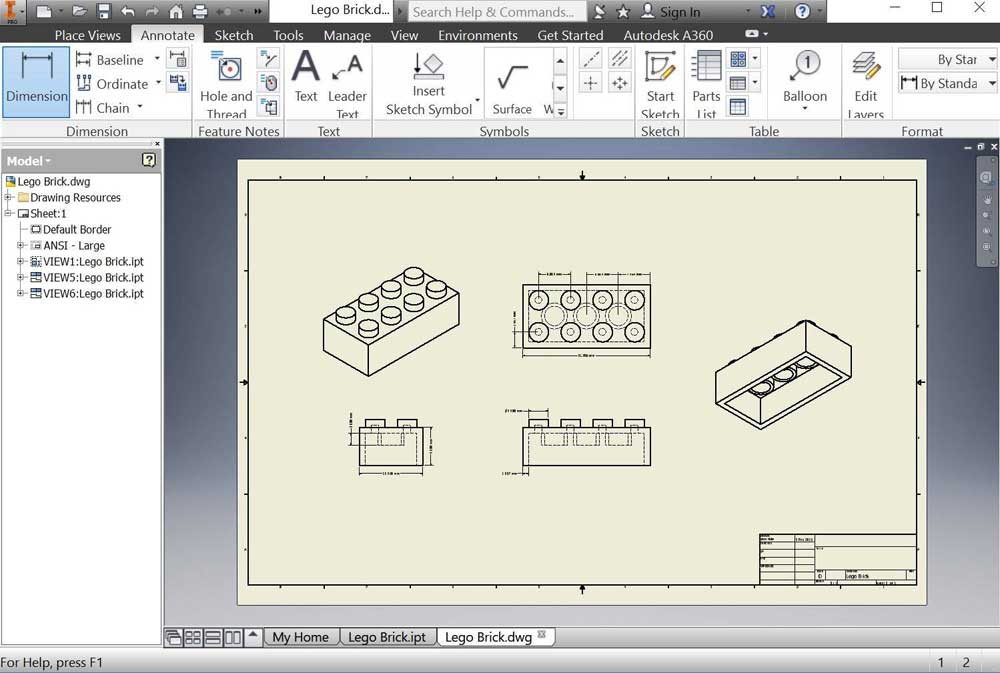 PRO
Lego Brick.d...
Search Help & Commands...
Sign In
Place Views Annotate Sketch Tools Manage View Environments Get Started Autodesk A360
Dimension
Baseline
Ordinate
Chain
Hole and
Thread
Text
Leader
Text
Insert
Sketch Symbol
Surface
W
Start
Sketch
Parts
List
1
Balloon
Edit
Layers
By Star
By Standa
Dimension Feature Notes Text Symbols Sketch Table Format
Model
Lego Brick.dwg
Drawing Resources
Sheet:1
Default Border
ANSI - Large
VIEW1:Lego Brick.ipt
VIEW5:Lego Brick.ipt
VIEW6:Lego Brick.ipt
Lego Brick
My Home Lego Brick.ipt Lego Brick.dwg
For Help, press F1
1 2